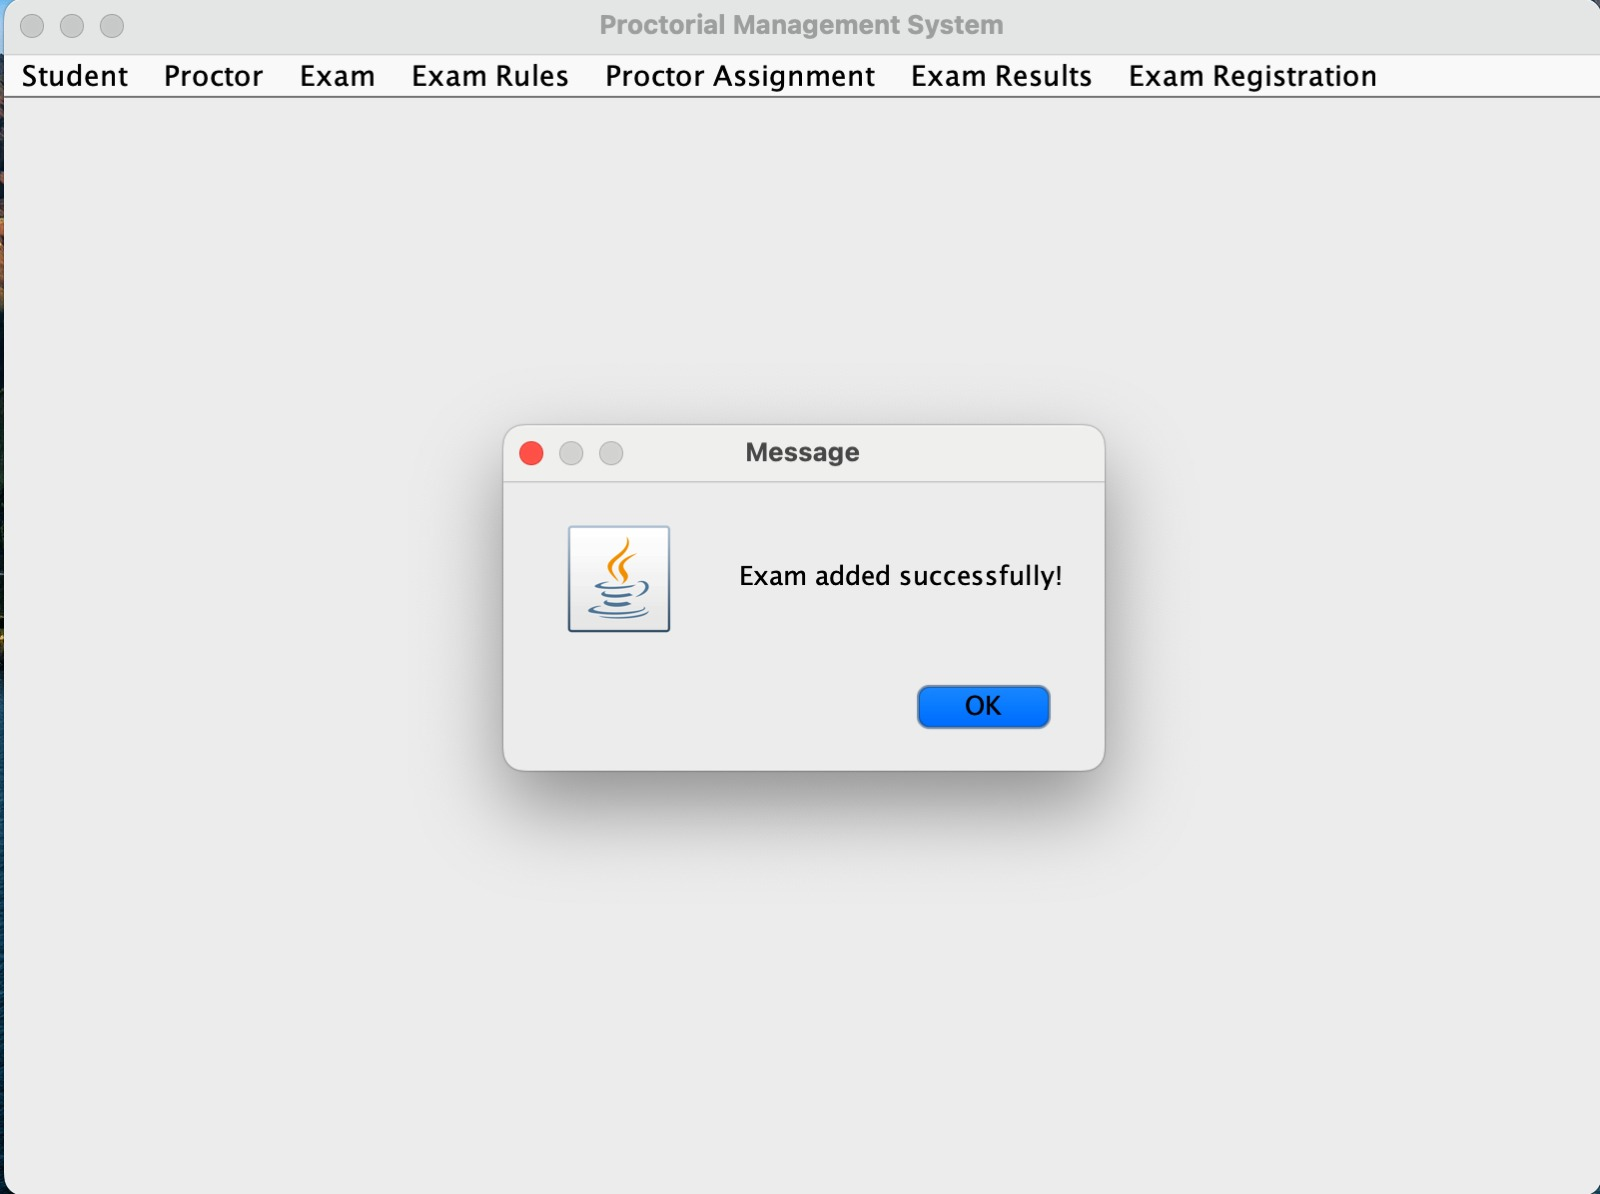 Proctorial Management System
Student Proctor Exam Exam Rules Proctor Assignment Exam Results Exam Registration
Message
Exam added successfully!
OK